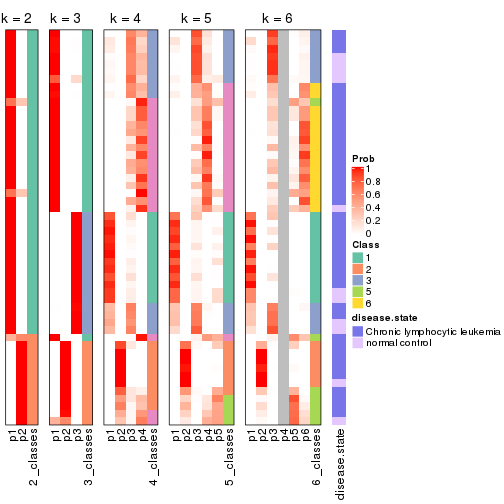 k = 2
k = 3
k = 4
k = 5
k = 6
Prob
1
0.8
0.6
0.4
0.2
0
Class
1
2
3
5
6
disease.state
Chronic lymphocytic leukemia
normal control
p1
p2
2_classes
p1
p2
p3
3_classes
p1
p2
p3
p4
4_classes
p1
p2
p3
p4
p5
5_classes
p1
p2
p3
p4
p5
p6
6_classes
disease.state